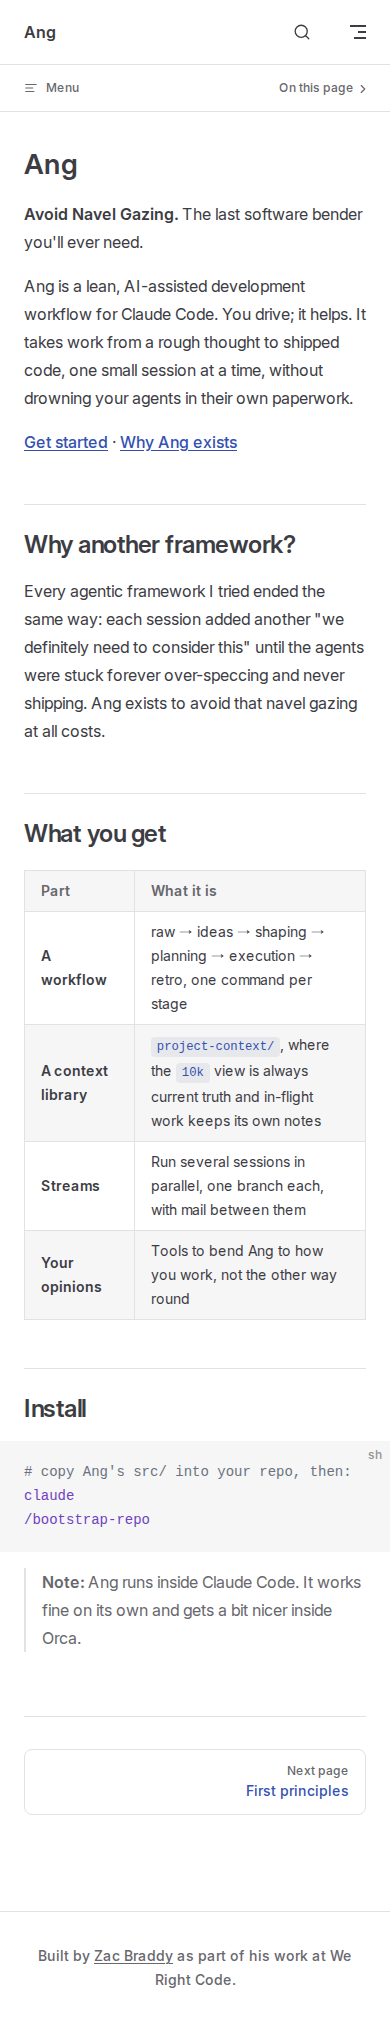 Ang
Menu
On this page
Ang
Avoid Navel Gazing. The last software bender
you'll ever need.
Ang is a lean, AI-assisted development
workflow for Claude Code. You drive; it helps. It
takes work from a rough thought to shipped
code, one small session at a time, without
drowning your agents in their own paperwork.
Get started · Why Ang exists
Why another framework?
Every agentic framework I tried ended the
same way: each session added another "we
definitely need to consider this" until the agents
were stuck forever over-speccing and never
shipping. Ang exists to avoid that navel gazing
at all costs.
What you get
Part
What it is
A
workflow
raw → ideas → shaping →
planning → execution →
retro, one command per
stage
A context
library
project-context/, where
the 10k view is always
current truth and in-flight
work keeps its own notes
Streams
Run several sessions in
parallel, one branch each,
with mail between them
Your
opinions
Tools to bend Ang to how
you work, not the other way
round
Install
sh
# copy Ang's src/ into your repo, then:
claude
/bootstrap-repo
Note: Ang runs inside Claude Code. It works
fine on its own and gets a bit nicer inside
Orca.
Next page
First principles
Built by Zac Braddy as part of his work at We
Right Code.